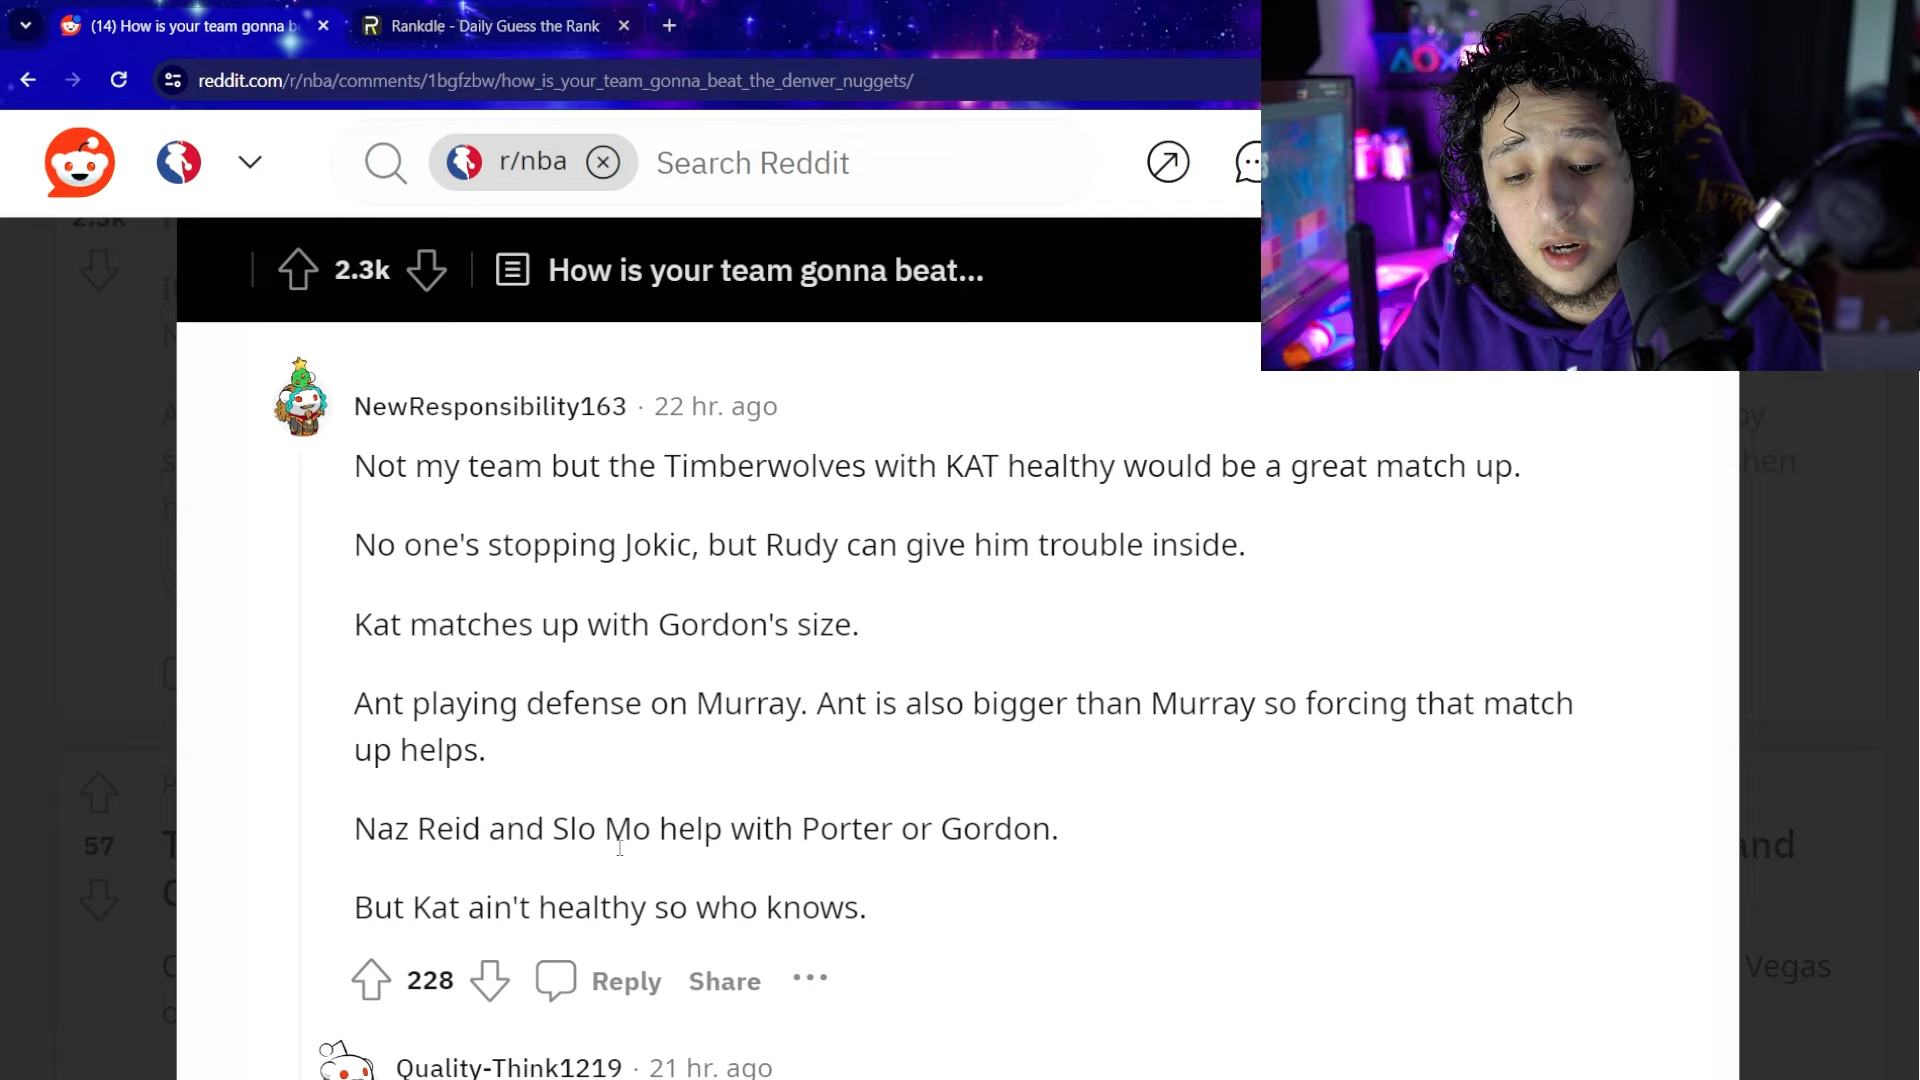 (14) How is your team gonna b
Rankdle - Daily Guess the Rank
reddit.com/r/nba/comments/1bgfzbw/how_is_your_team_gonna_beat_the_denver_nuggets/
r/nba
Search Reddit
2.3k
How is your team gonna beat...
NewResponsibility163 · 22 hr. ago
Not my team but the Timberwolves with KAT healthy would be a great match up.
No one's stopping Jokic, but Rudy can give him trouble inside.
Kat matches up with Gordon's size.
Ant playing defense on Murray. Ant is also bigger than Murray so forcing that match
up helps.
Naz Reid and Slo Mo help with Porter or Gordon.
57
and
But Kat ain't healthy so who knows.
Vegas
228
Reply
Share
Quality-Think1219 · 21 hr. ago